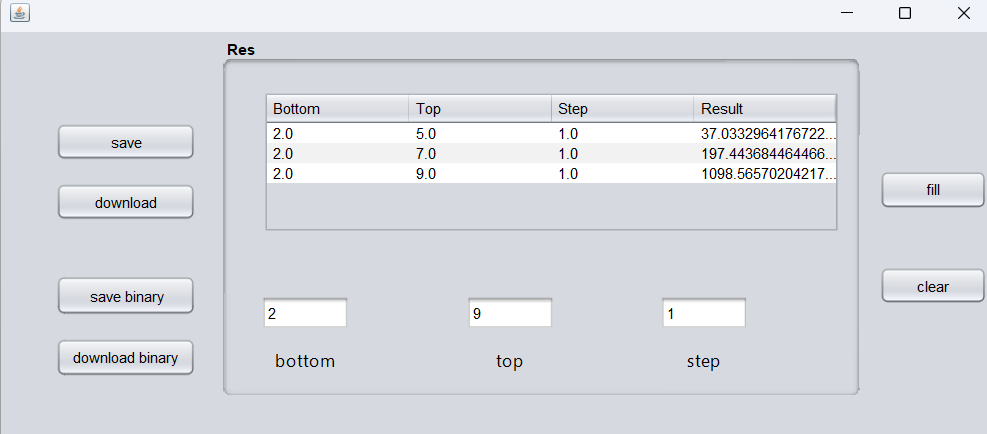 Res
Bottom Top Step Result
2.0 5.0 1.0 37.0332964176722...
2.0 7.0 1.0 197.443684464466...
2.0 9.0 1.0 1098.56570204217...
save
download
save binary
download binary
fill
clear
2 9 1
bottom top step